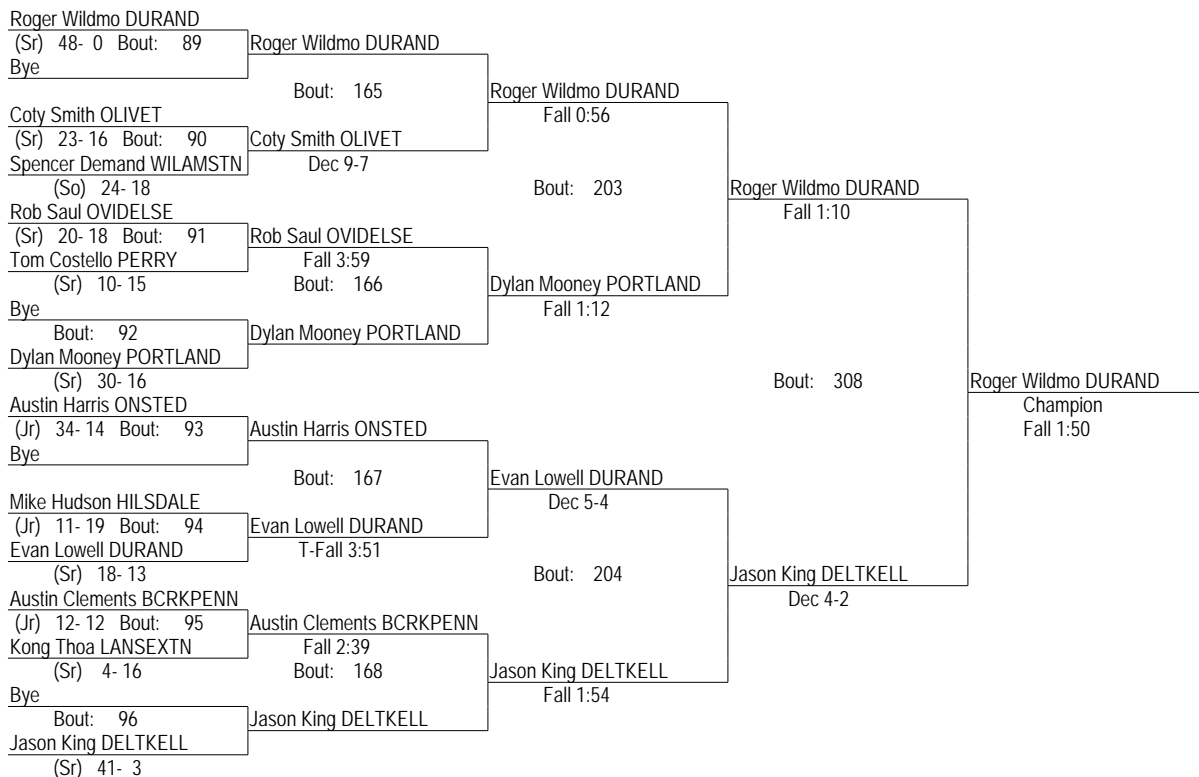 Roger Wildmo DURAND
(Sr) 48- 0 Bout: 89
Roger Wildmo DURAND
Bye
Bout: 165
Roger Wildmo DURAND
Fall 0:56
Coty Smith OLIVET
(Sr) 23- 16 Bout: 90
Coty Smith OLIVET
Spencer Demand WILAMSTN
Dec 9-7
(So) 24- 18
Bout: 203
Roger Wildmo DURAND
Fall 1:10
Rob Saul OVIDELSE
(Sr) 20- 18 Bout: 91
Rob Saul OVIDELSE
Tom Costello PERRY
Fall 3:59
(Sr) 10- 15
Bout: 166
Dylan Mooney PORTLAND
Fall 1:12
Bye
Bout: 92
Dylan Mooney PORTLAND
Dylan Mooney PORTLAND
(Sr) 30- 16
Bout: 308
Roger Wildmo DURAND
Champion
Fall 1:50
Austin Harris ONSTED
(Jr) 34- 14 Bout: 93
Austin Harris ONSTED
Bye
Bout: 167
Evan Lowell DURAND
Dec 5-4
Mike Hudson HILSDALE
(Jr) 11- 19 Bout: 94
Evan Lowell DURAND
Evan Lowell DURAND
T-Fall 3:51
(Sr) 18- 13
Bout: 204
Jason King DELTKELL
Dec 4-2
Austin Clements BCRKPENN
(Jr) 12- 12 Bout: 95
Austin Clements BCRKPENN
Kong Thoa LANSEXTN
Fall 2:39
(Sr) 4- 16
Bout: 168
Jason King DELTKELL
Fall 1:54
Bye
Bout: 96
Jason King DELTKELL
Jason King DELTKELL
(Sr) 41- 3